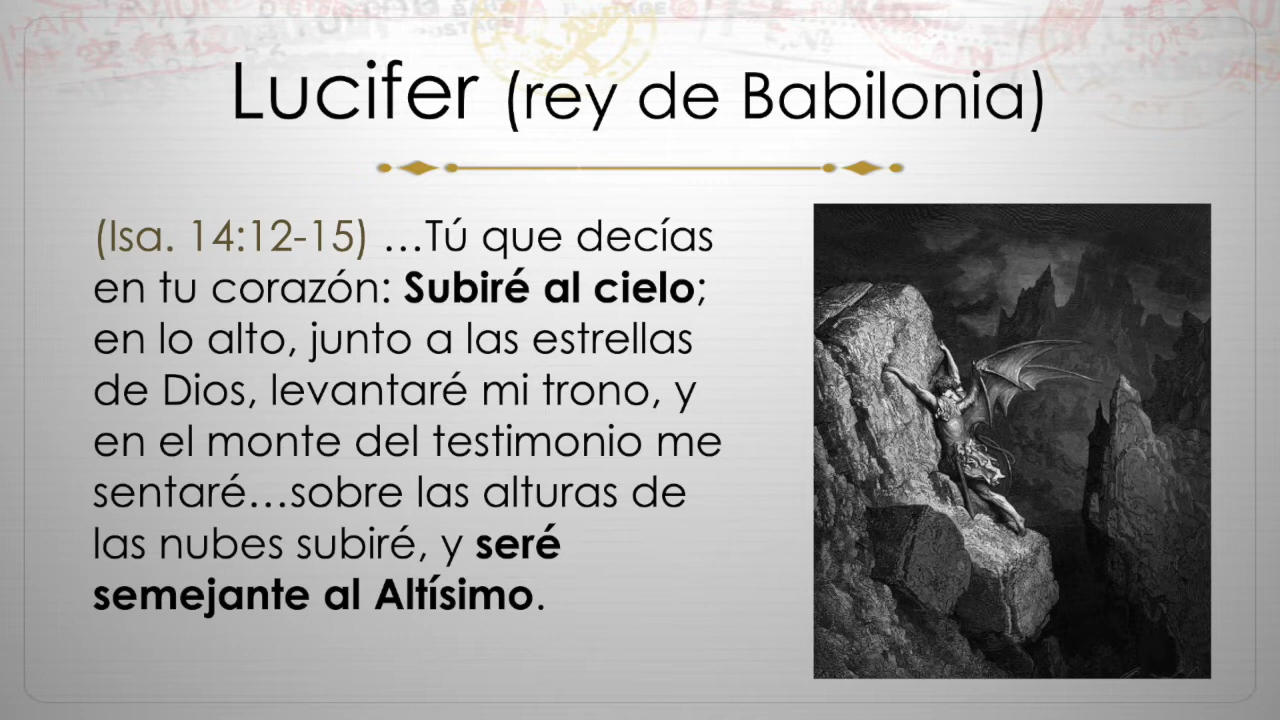 Lucifer (rey de Babilonia)
(Isa. 14:12-15) …Tú que decías
en tu corazón: Subiré al cielo;
en lo alto, junto a las estrellas
de Dios, levantaré mi trono, y
en el monte del testimonio me
sentaré…sobre las alturas de
las nubes subiré, y seré
semejante al Altísimo.